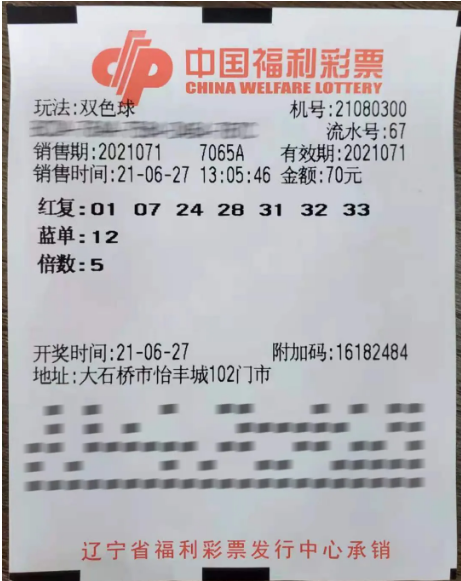 中国福利彩票
CHINA WELFARE LOTTERY
玩法:双色球 机号:21080300
流水号:67
销售期:2021071 7065A 有效期:2021071
销售时间:21-06-27 13:05:46 金额:70元
红复:01 07 24 28 31 32 33
蓝单:12
倍数:5
开奖时间:21-06-27 附加码:16182484
地址:大石桥市怡丰城102门市
辽宁省福利彩票发行中心承销